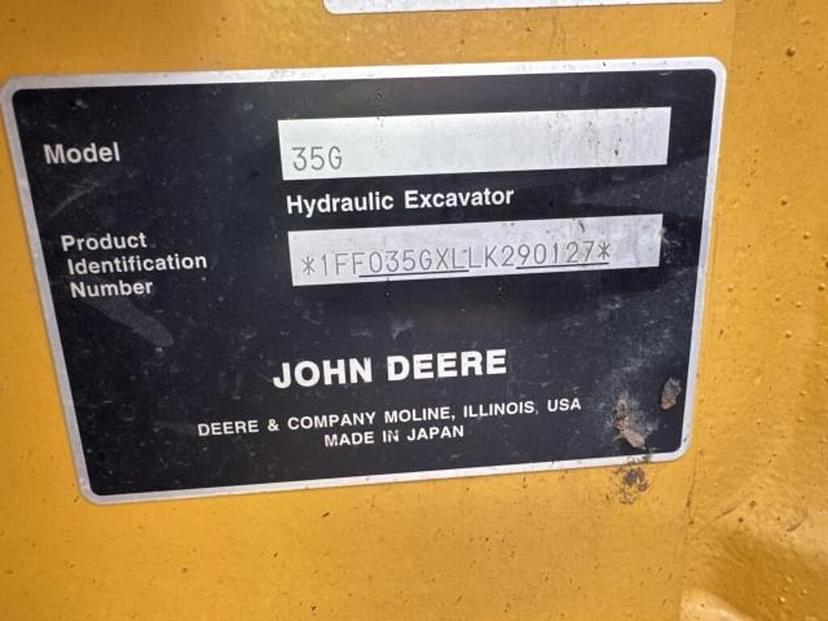 Model
35G
Hydraulic Excavator
Product
Identification
Number
*1FF035GXLLK290127*
JOHN DEERE
DEERE & COMPANY MOLINE, ILLINOIS, USA
MADE IN JAPAN